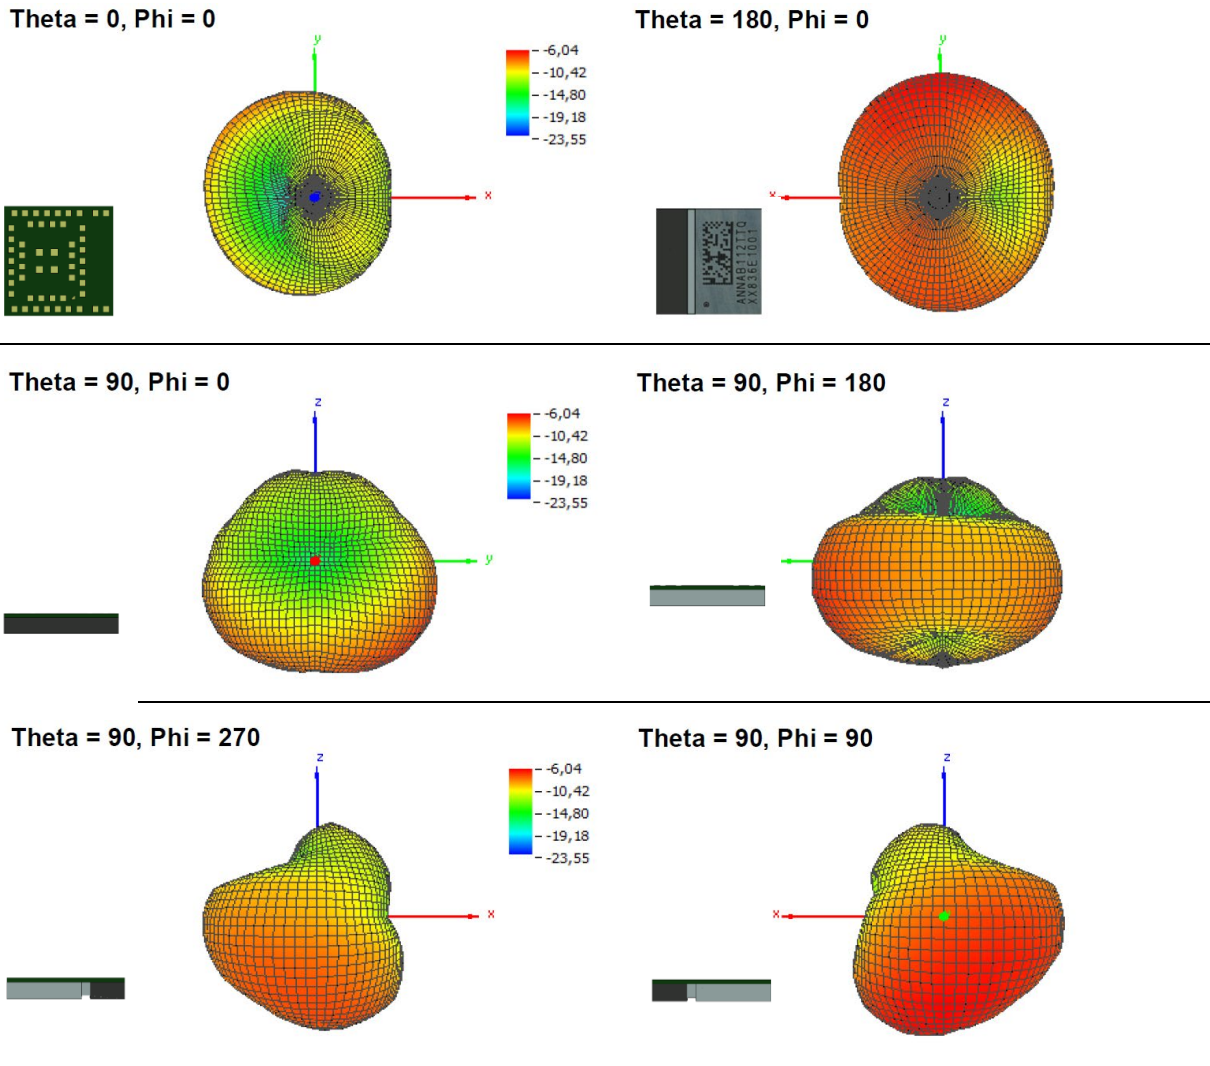 Theta = 0, Phi = 0
Theta = 180, Phi = 0
y
-6,04
-10,42
-14,80
-19,18
-23,55
x
y
x
ANNAB112TTQ
XX836E1001
Theta = 90, Phi = 0
Theta = 90, Phi = 180
z
-6,04
-10,42
-14,80
-19,18
-23,55
y
z
Theta = 90, Phi = 270
Theta = 90, Phi = 90
z
-6,04
-10,42
-14,80
-19,18
-23,55
x
z
x